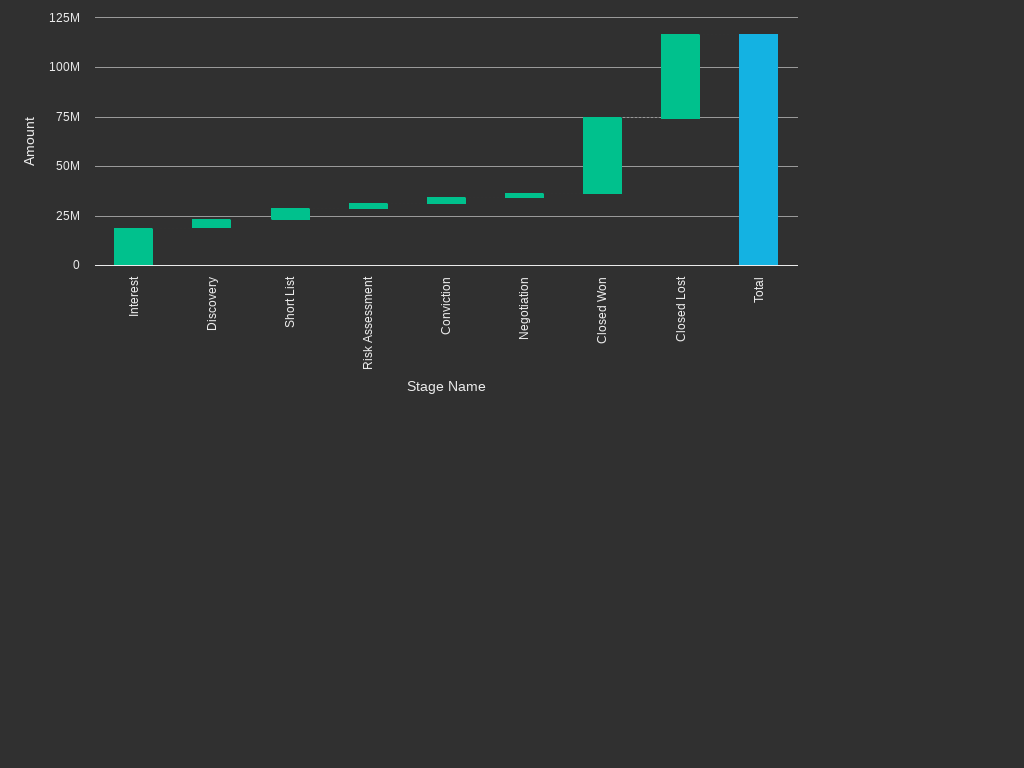 125M
100M
75M
50M
25M
0
Amount
Interest
Discovery
Short List
Risk Assessment
Conviction
Negotiation
Closed Won
Closed Lost
Total
Stage Name